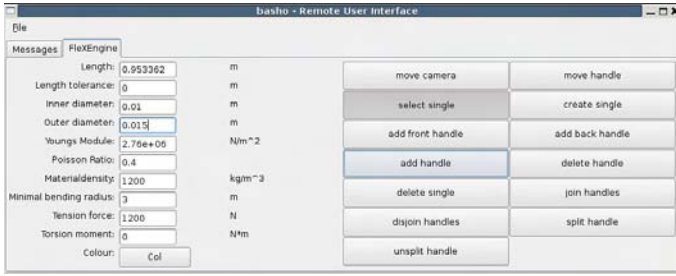 basho - Remote User Interface
File
Messages FleXEngine
Length: 0.953362 m
Length tolerance: 0 m
Inner diameter: 0.01 m
Outer diameter: 0.015 m
Youngs Module: 2.76e+06 N/m^2
Poisson Ratio: 0.4
Materialdensity: 1200 kg/m^3
Minimal bending radius: 3 m
Tension force: 1200 N
Torsion moment: 0 N*m
Colour: Col
move camera move handle
select single create single
add front handle add back handle
add handle delete handle
delete single join handles
disjoin handles split handle
unsplit handle